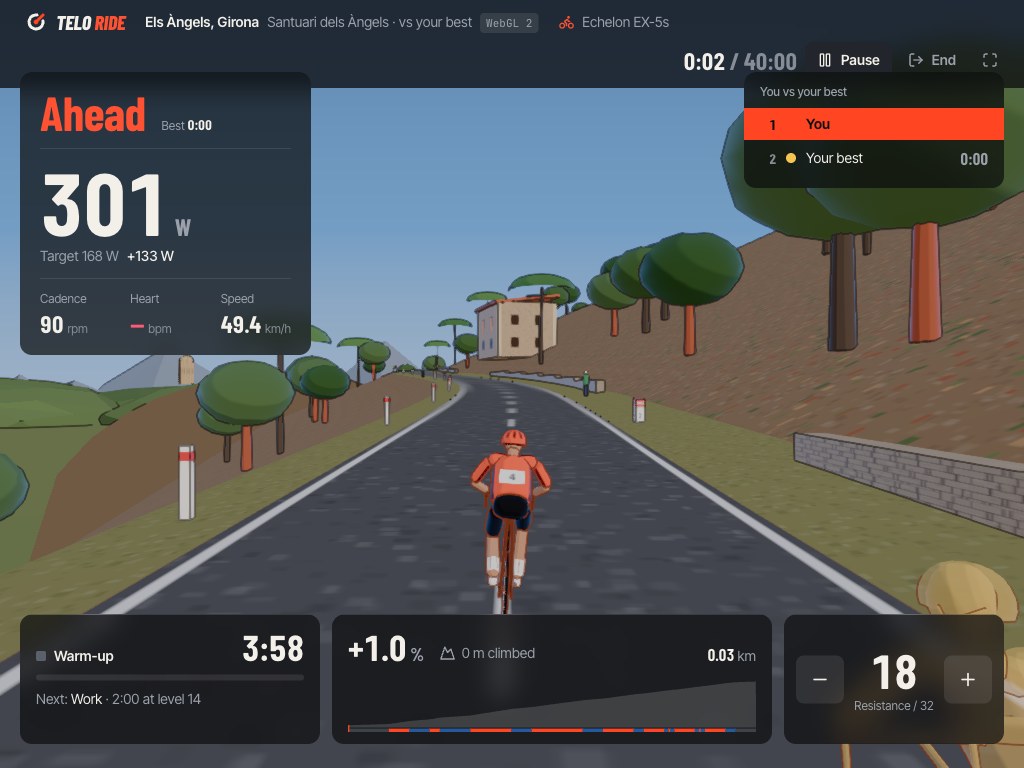 TELO RIDE Els Àngels, Girona Santuari dels Àngels · vs your best WebGL 2 Echelon EX-5s
0:02 / 40:00 Pause End
Ahead Best 0:00
301 W
Target 168 W +133 W
Cadence Heart Speed
90 rpm – bpm 49.4 km/h
You vs your best
1 You
2 Your best 0:00
4
Warm-up 3:58
Next: Work · 2:00 at level 14
+1.0 % 0 m climbed 0.03 km
− 18 +
Resistance / 32